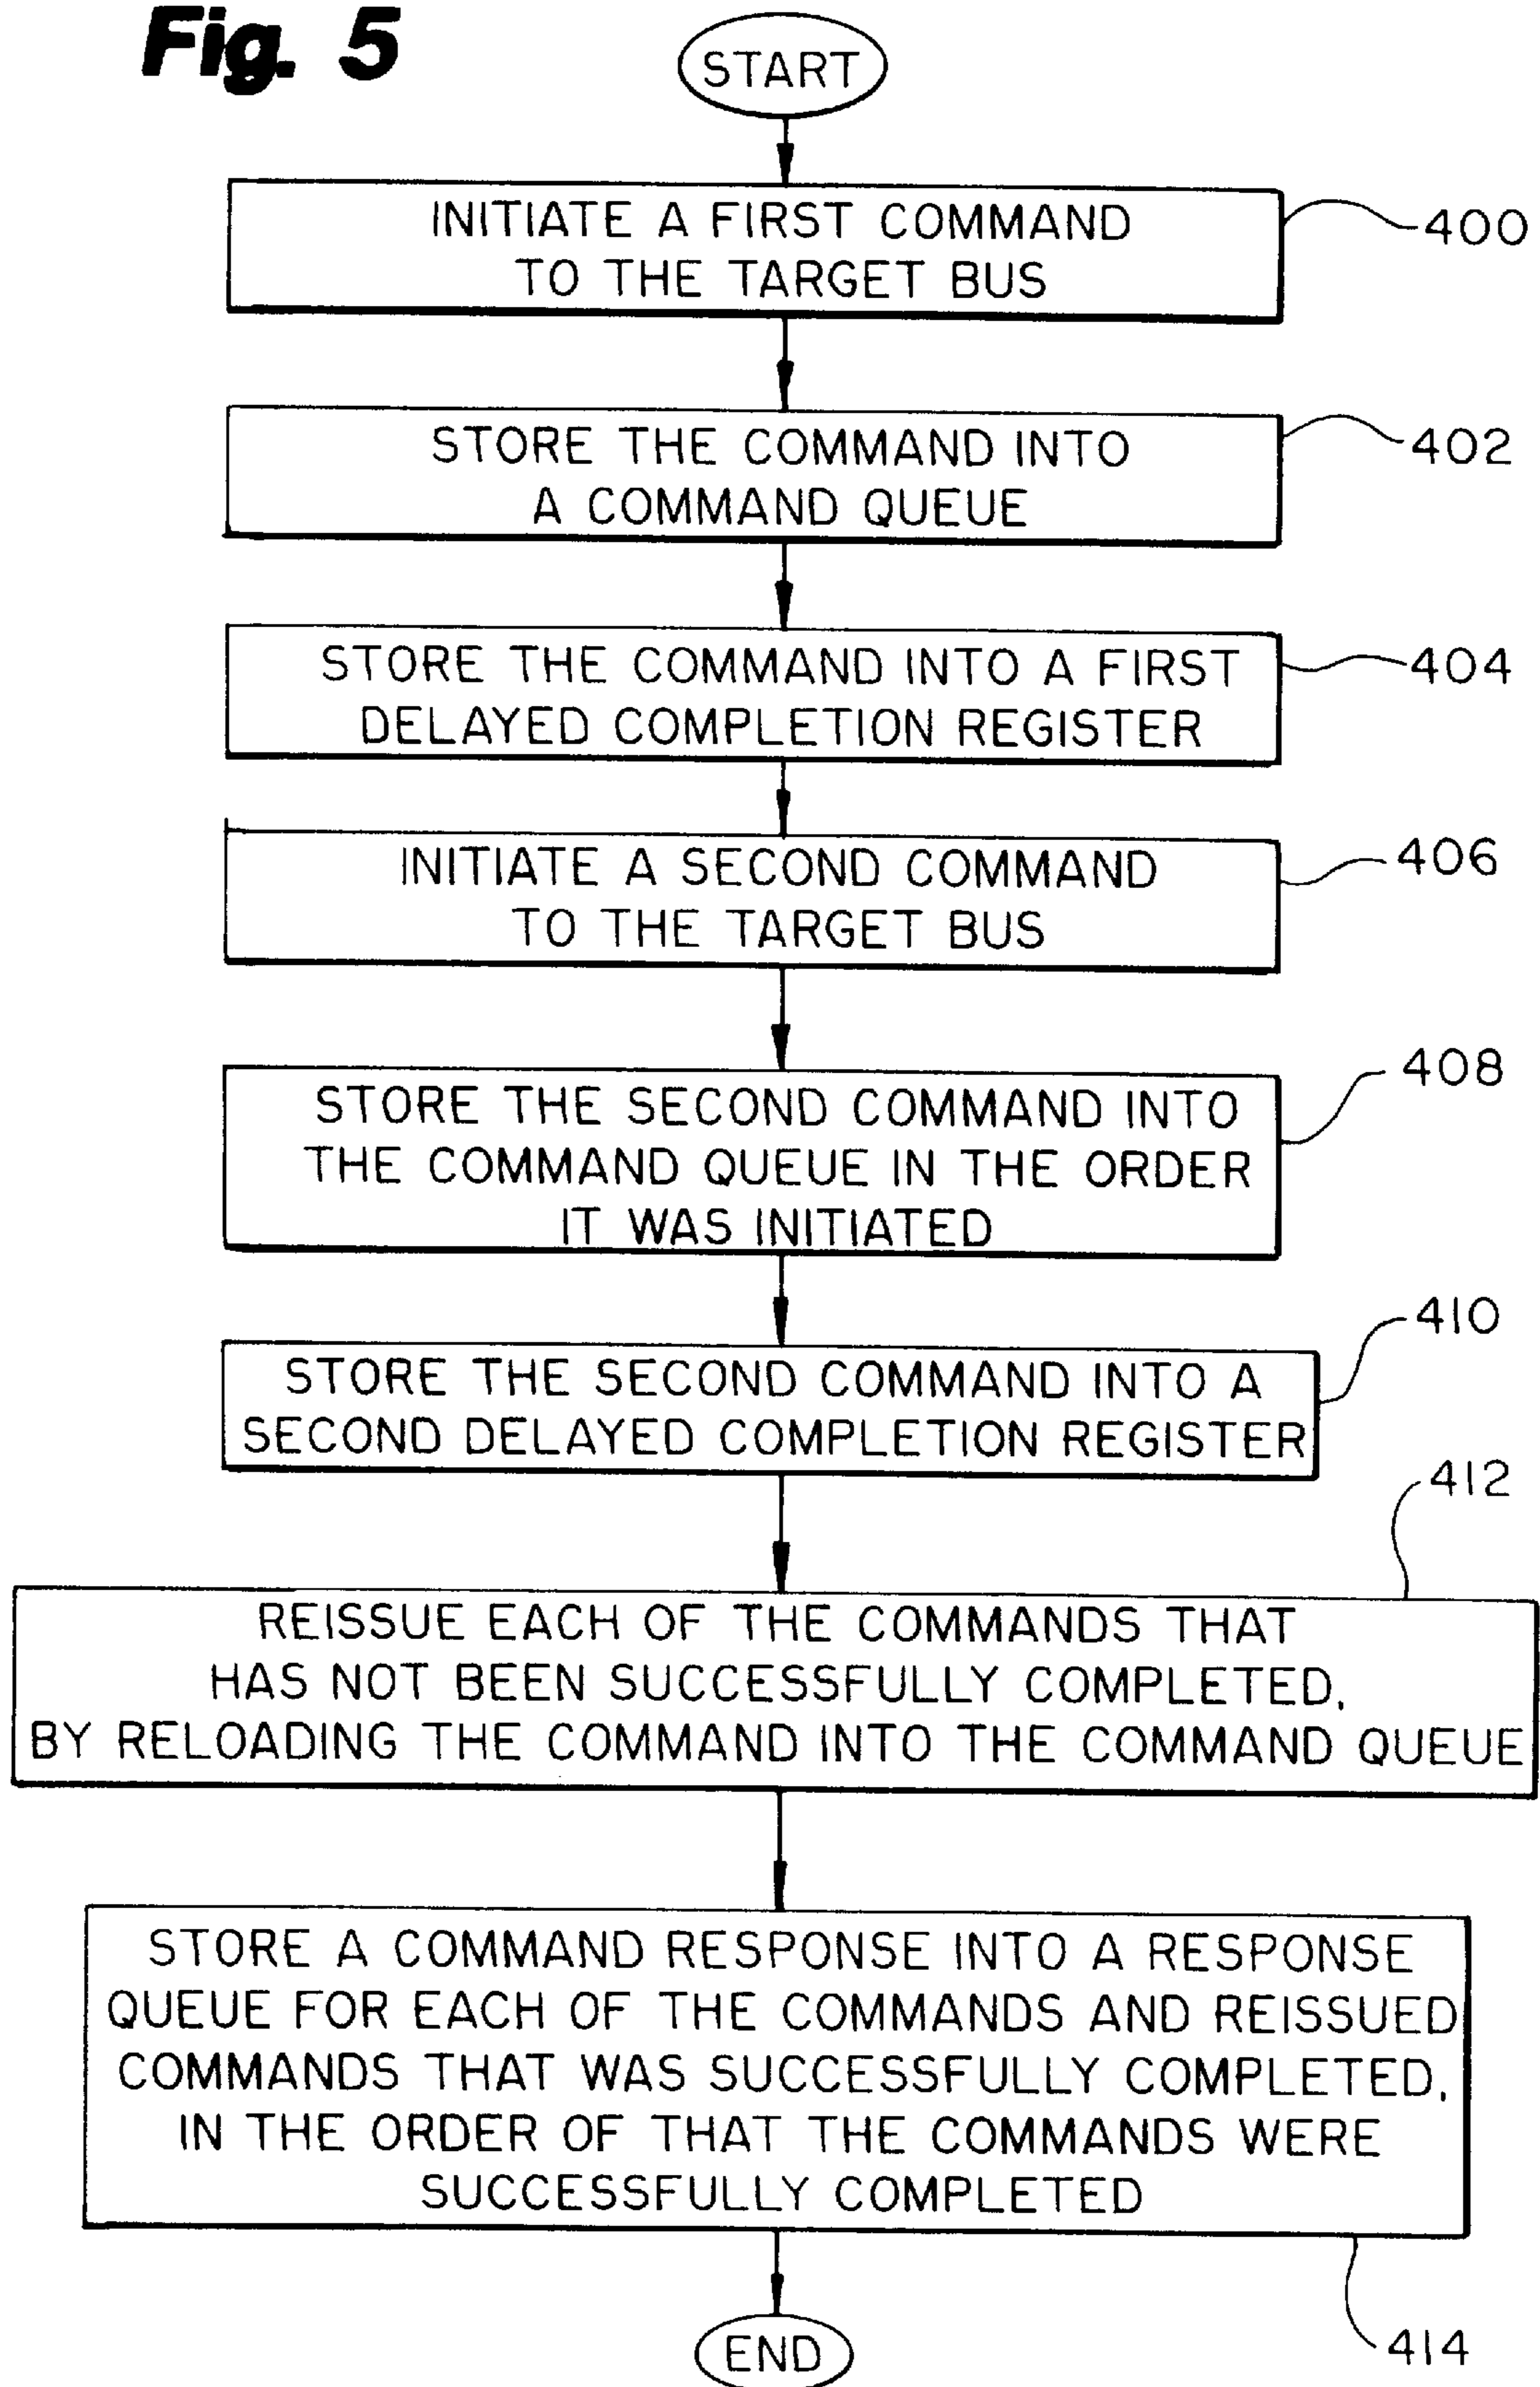 Fig. 5
START
INITIATE A FIRST COMMAND
TO THE TARGET BUS
400
STORE THE COMMAND INTO
A COMMAND QUEUE
402
STORE THE COMMAND INTO A FIRST
DELAYED COMPLETION REGISTER
404
INITIATE A SECOND COMMAND
TO THE TARGET BUS
406
STORE THE SECOND COMMAND INTO
THE COMMAND QUEUE IN THE ORDER
IT WAS INITIATED
408
STORE THE SECOND COMMAND INTO A
SECOND DELAYED COMPLETION REGISTER
410
REISSUE EACH OF THE COMMANDS THAT
HAS NOT BEEN SUCCESSFULLY COMPLETED,
BY RELOADING THE COMMAND INTO THE COMMAND QUEUE
412
STORE A COMMAND RESPONSE INTO A RESPONSE
QUEUE FOR EACH OF THE COMMANDS AND REISSUED
COMMANDS THAT WAS SUCCESSFULLY COMPLETED,
IN THE ORDER OF THAT THE COMMANDS WERE
SUCCESSFULLY COMPLETED
414
END